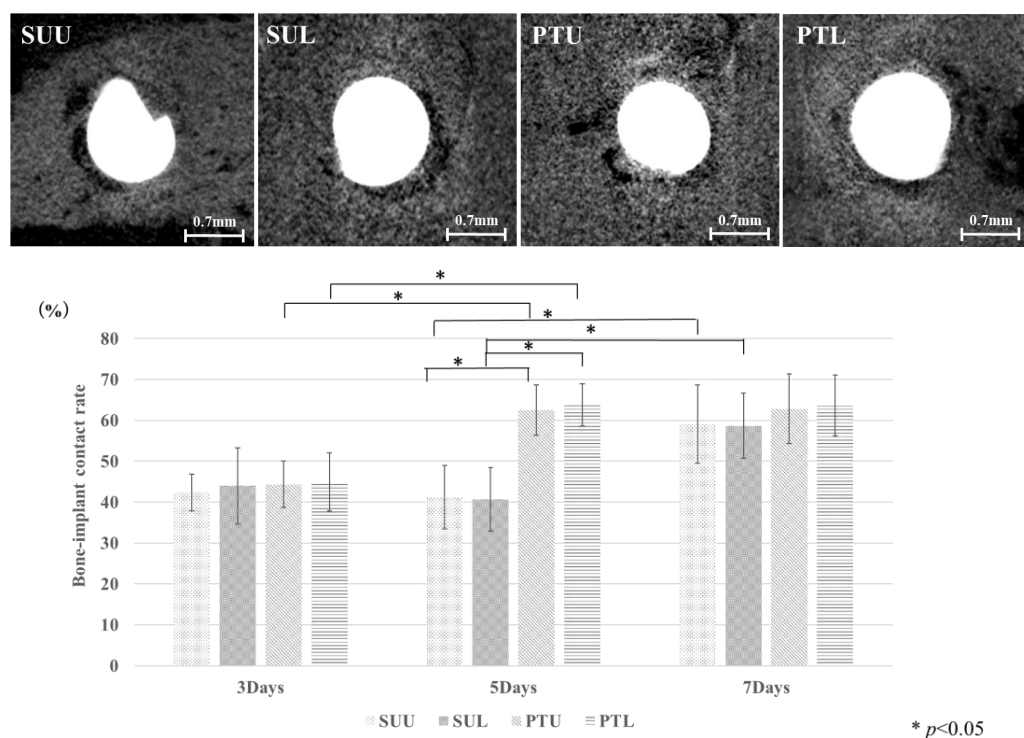 SUU SUL PTU PTL
0.7mm 0.7mm 0.7mm 0.7mm
*
(%) *
*
*
*
*
80
70
60
50
40
30
20
10
0
Bone-implant contact rate
3Days 5Days 7Days
SUU SUL PTU PTL
* p<0.05